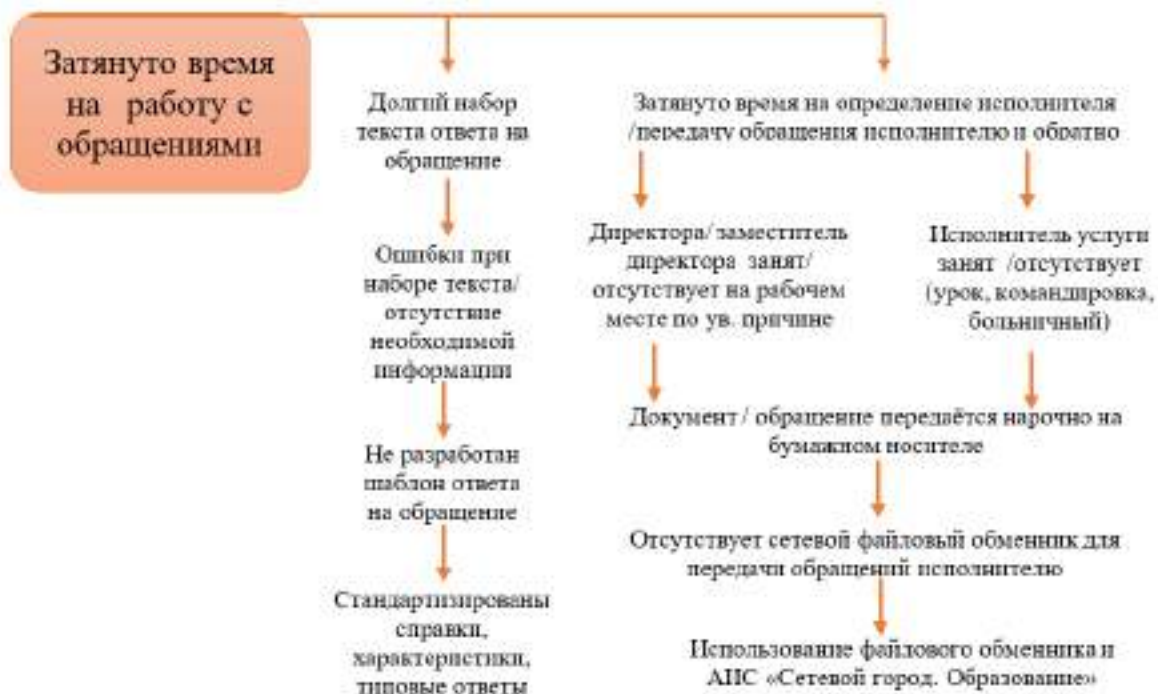 Затянуто время
на работу с
обращениями
Долгий набор
текста ответа на
обращение
Ошибки при
наборе текста/
отсутствие
необходимой
информации
Не разработан
шаблон ответа
на обращение
Стандартизированы
справки,
характеристики,
типовые ответы
Затянуто время на определение исполнителя
/передачу обращения исполнителю и обратно
Директора/ заместитель
директора занят/
отсутствует на рабочем
месте по ув. причине
Исполнитель услуги
занят /отсутствует
(урок, командировка,
больничный)
Документ / обращение передаётся нарочно на
бумажном носителе
Отсутствует сетевой файловый обменник для
передачи обращений исполнителю
Использование файлового обменника и
АИС «Сетевой город. Образование»